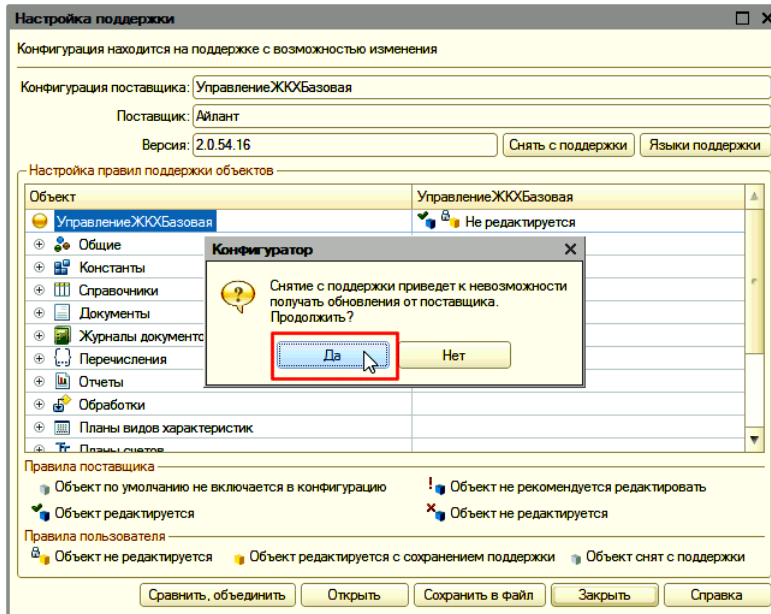 Настройка поддержки
Конфигурация находится на поддержке с возможностью изменения
Конфигурация поставщика: УправлениеЖКХБазовая
Поставщик: Айлант
Версия: 2.0.54.16 Снять с поддержки Языки поддержки
Настройка правил поддержки объектов
Объект УправлениеЖКХБазовая
УправлениеЖКХБазовая Не редактируется
Общие
Константы
Справочники
Документы
Журналы документо
Перечисления
Отчеты
Обработки
Планы видов характеристик
Планы счетов
Конфигуратор
Снятие с поддержки приведет к невозможности
получать обновления от поставщика.
Продолжить?
Да Нет
Правила поставщика
Объект по умолчанию не включается в конфигурацию Объект не рекомендуется редактировать
Объект редактируется Объект не редактируется
Правила пользователя
Объект не редактируется Объект редактируется с сохранением поддержки Объект снят с поддержки
Сравнить, объединить Открыть Сохранить в файл Закрыть Справка